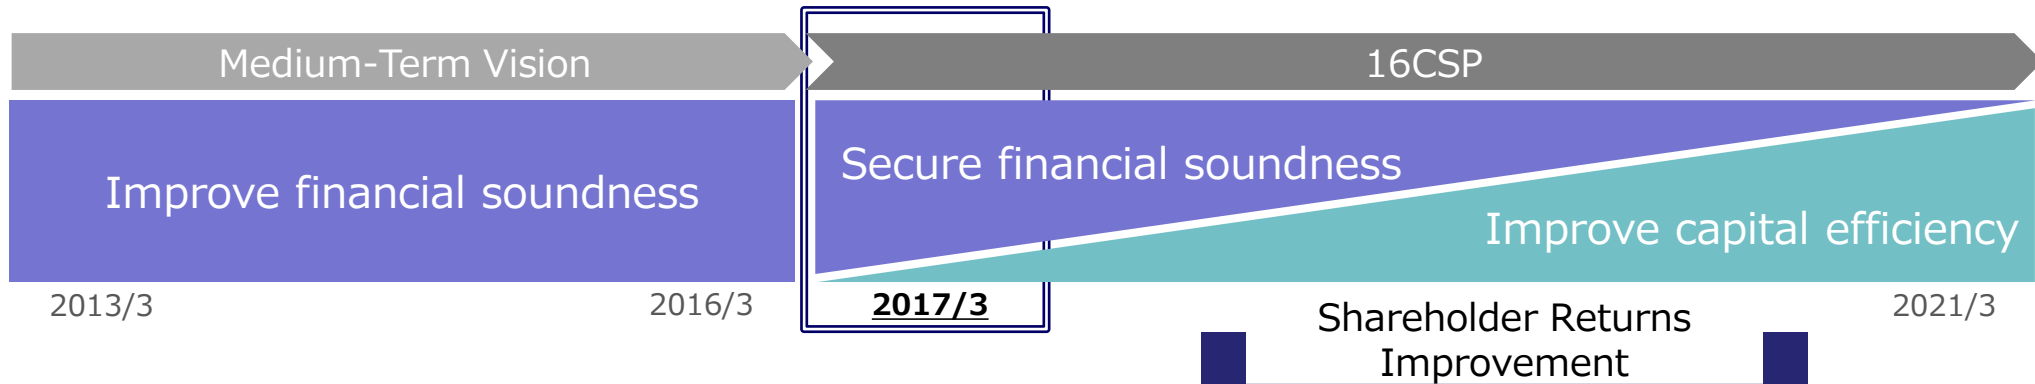 Medium-Term Vision
16CSP
Improve financial soundness
Secure financial soundness
Improve capital efficiency
2013/3
2016/3
2017/3
2021/3
Shareholder Returns
Improvement